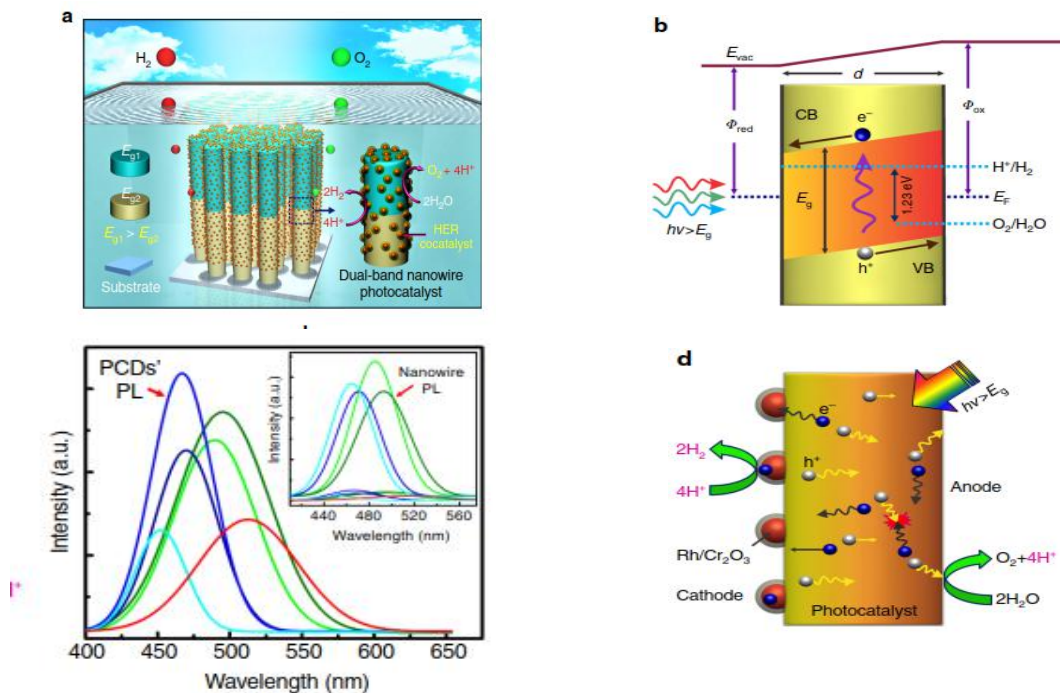 a
H2
O2
Eg1
Eg2
Eg1 > Eg2
Substrate
2H2
4H+
O2 + 4H+
2H2O
HER
cocatalyst
Dual-band nanowire
photocatalyst
b
Evac
d
Φred
Φox
CB
e−
H+/H2
Eg
1.23 eV
EF
O2/H2O
hv>Eg
h+
VB
PCDs'
PL
Nanowire
PL
Intensity (a.u.)
440 480 520 560
Wavelength (nm)
Intensity (a.u.)
400 450 500 550 600 650
Wavelength (nm)
H+
d
hv>Eg
e−
2H2
h+
4H+
Anode
Rh/Cr2O3
O2+4H+
Cathode
Photocatalyst
2H2O